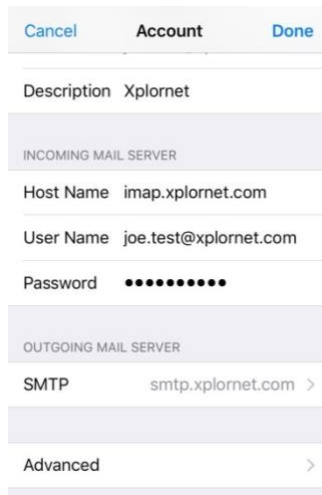 Cancel Account Done
Description Xplornet
INCOMING MAIL SERVER
Host Name imap.xplornet.com
User Name joe.test@xplornet.com
Password ●●●●●●●●●●
OUTGOING MAIL SERVER
SMTP smtp.xplornet.com >
Advanced >